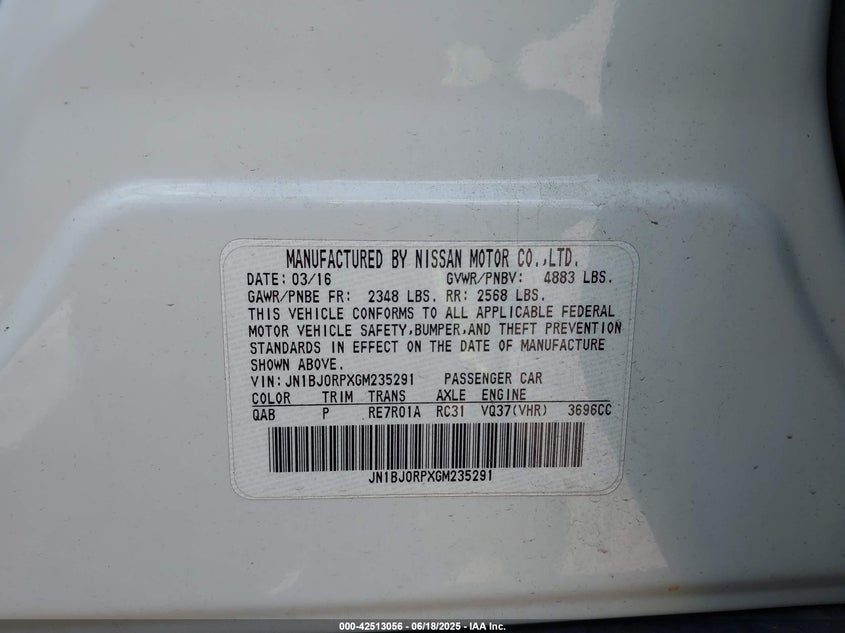 MANUFACTURED BY NISSAN MOTOR CO.,LTD.
DATE: 03/16 GVWR/PNBV: 4883 LBS.
GAWR/PNBE FR: 2348 LBS. RR: 2568 LBS.
THIS VEHICLE CONFORMS TO ALL APPLICABLE FEDERAL
MOTOR VEHICLE SAFETY,BUMPER,AND THEFT PREVENTION
STANDARDS IN EFFECT ON THE DATE OF MANUFACTURE
SHOWN ABOVE.
VIN:JN1BJ0RPXGM235291 PASSENGER CAR
COLOR TRIM TRANS AXLE ENGINE
QAB P RE7R01A RC31 VQ37(VHR) 3696CC
JN1BJ0RPXGM235291
000-42513056 - 06/18/2025 - IAA Inc.